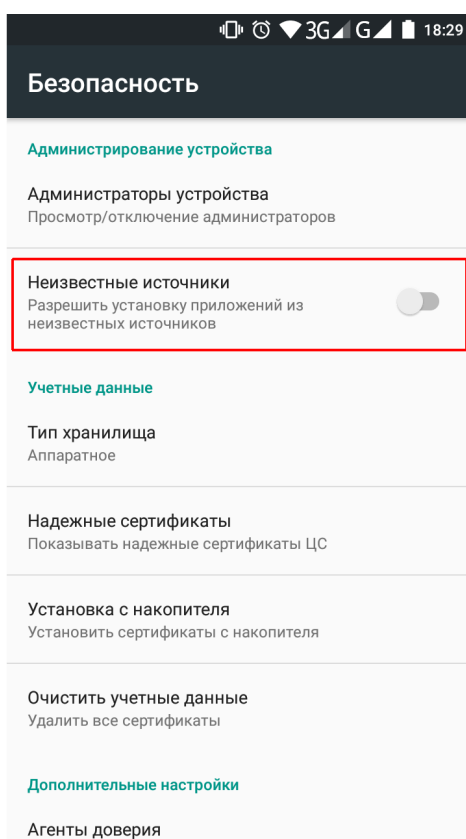 3G G 18:29
Безопасность
Администрирование устройства
Администраторы устройства
Просмотр/отключение администраторов
Неизвестные источники
Разрешить установку приложений из
неизвестных источников
Учетные данные
Тип хранилища
Аппаратное
Надежные сертификаты
Показывать надежные сертификаты ЦС
Установка с накопителя
Установить сертификаты с накопителя
Очистить учетные данные
Удалить все сертификаты
Дополнительные настройки
Агенты доверия